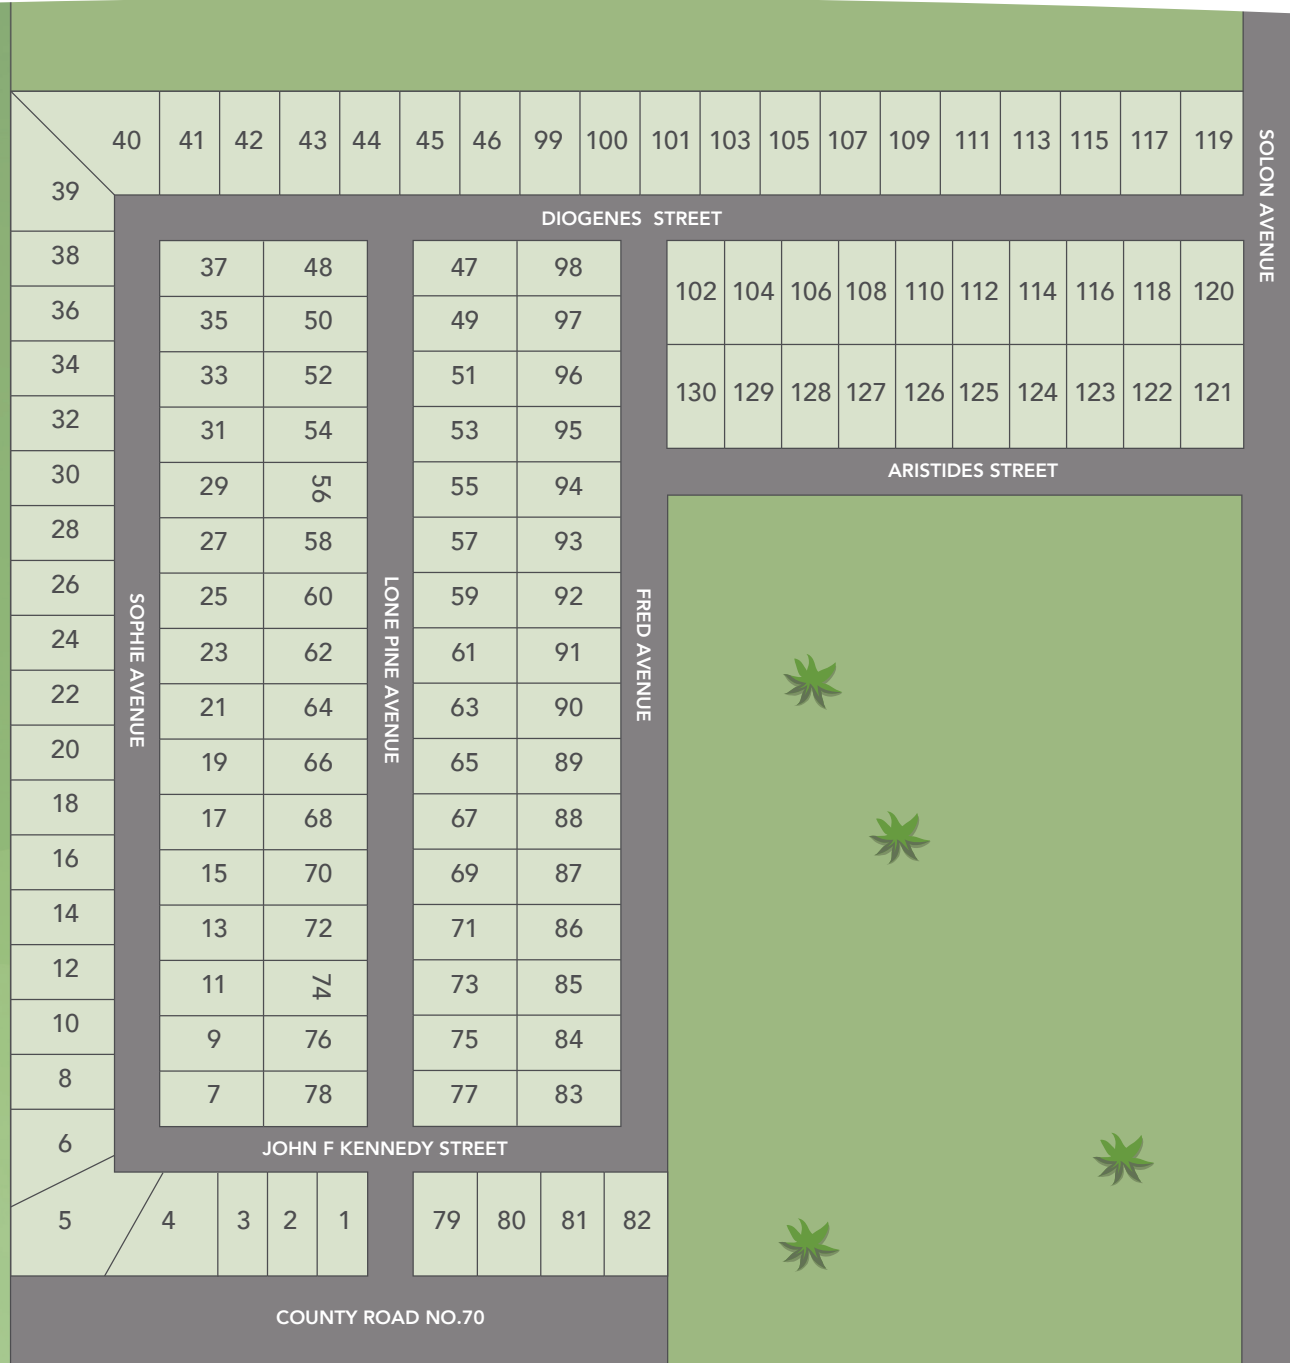 40 41 42 43 44 45 46 99 100 101 103 105 107 109 111 113 115 117 119
SOLON AVENUE
39
DIOGENES STREET
38
37 48 47 98
102 104 106 108 110 112 114 116 118 120
36
35 50 49 97
34
33 52 51 96
130 129 128 127 126 125 124 123 122 121
32
31 54 53 95
30
ARISTIDES STREET
29 56 55 94
28
27 58 57 93
26
25 60 59 92
SOPHIE AVENUE
LONE PINE AVENUE
FRED AVENUE
24
23 62 61 91
22
21 64 63 90
20
19 66 65 89
18
17 68 67 88
16
15 70 69 87
14
13 72 71 86
12
11 74 73 85
10
9 76 75 84
8
7 78 77 83
6
JOHN F KENNEDY STREET
5 4 3 2 1 79 80 81 82
COUNTY ROAD NO.70